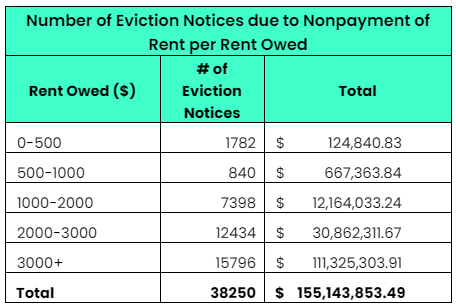 Number of Eviction Notices due to Nonpayment of
Rent per Rent Owed
Rent Owed ($) # of Eviction Notices Total
0-500 1782 $ 124,840.83
500-1000 840 $ 667,363.84
1000-2000 7398 $ 12,164,033.24
2000-3000 12434 $ 30,862,311.67
3000+ 15796 $ 111,325,303.91
Total 38250 $ 155,143,853.49